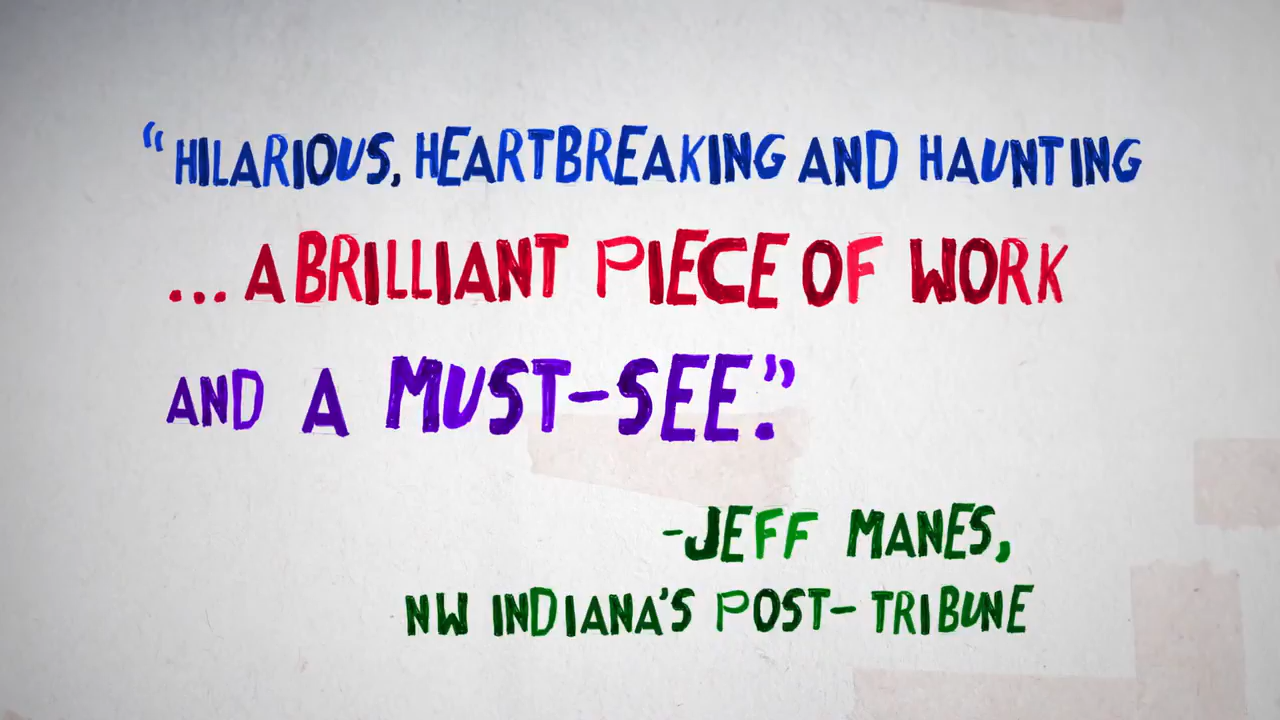 “HILARIOUS, HEARTBREAKING AND HAUNTING
... A BRILLIANT PIECE OF WORK
AND A MUST-SEE.”
-JEFF MANES,
NW INDIANA'S POST-TRIBUNE